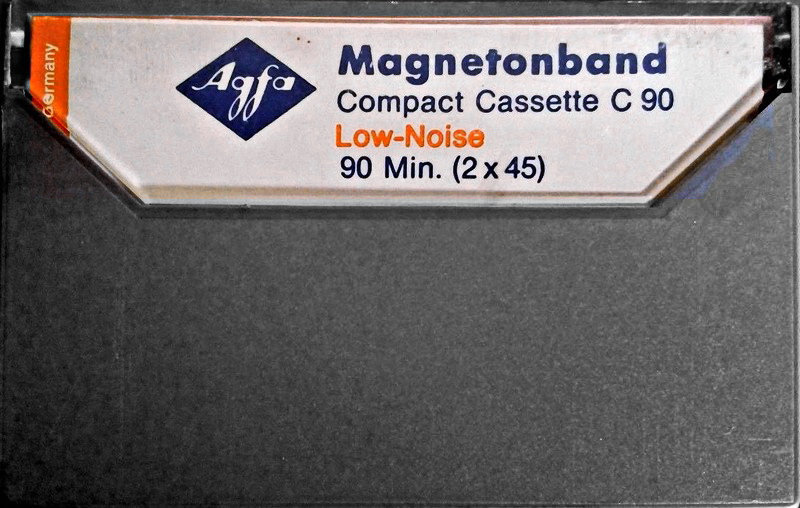 Germany
Agfa
Magnetonband
Compact Cassette C 90
Low-Noise
90 Min. (2 x 45)